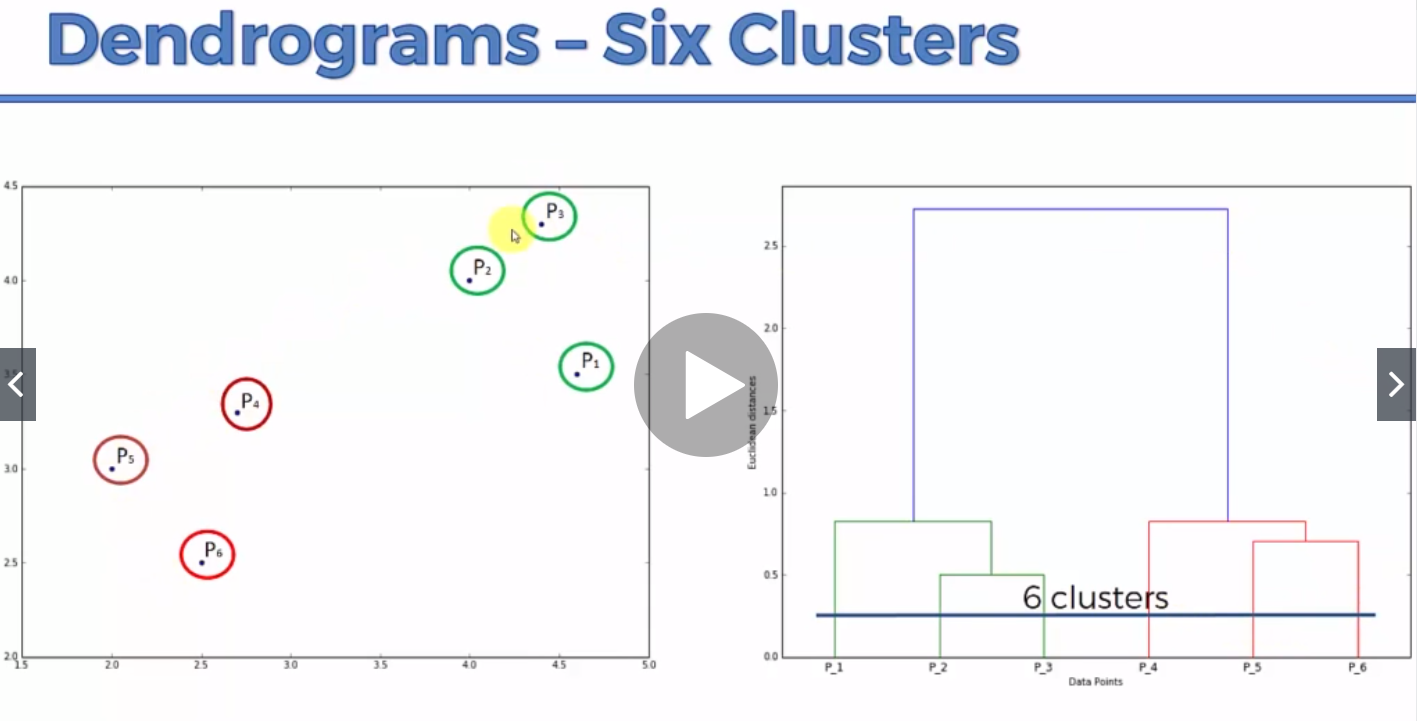 Dendrograms – Six Clusters
4.5
4.0
3.5
3.0
2.5
2.0
1.5
2.0
2.5
3.0
3.5
4.0
4.5
5.0
P3
P2
P1
P4
P5
P6
2.5
2.0
1.5
1.0
0.5
0.0
Euclidean distances
6 clusters
P_1
P_2
P_3
P_4
P_5
P_6
Data Points